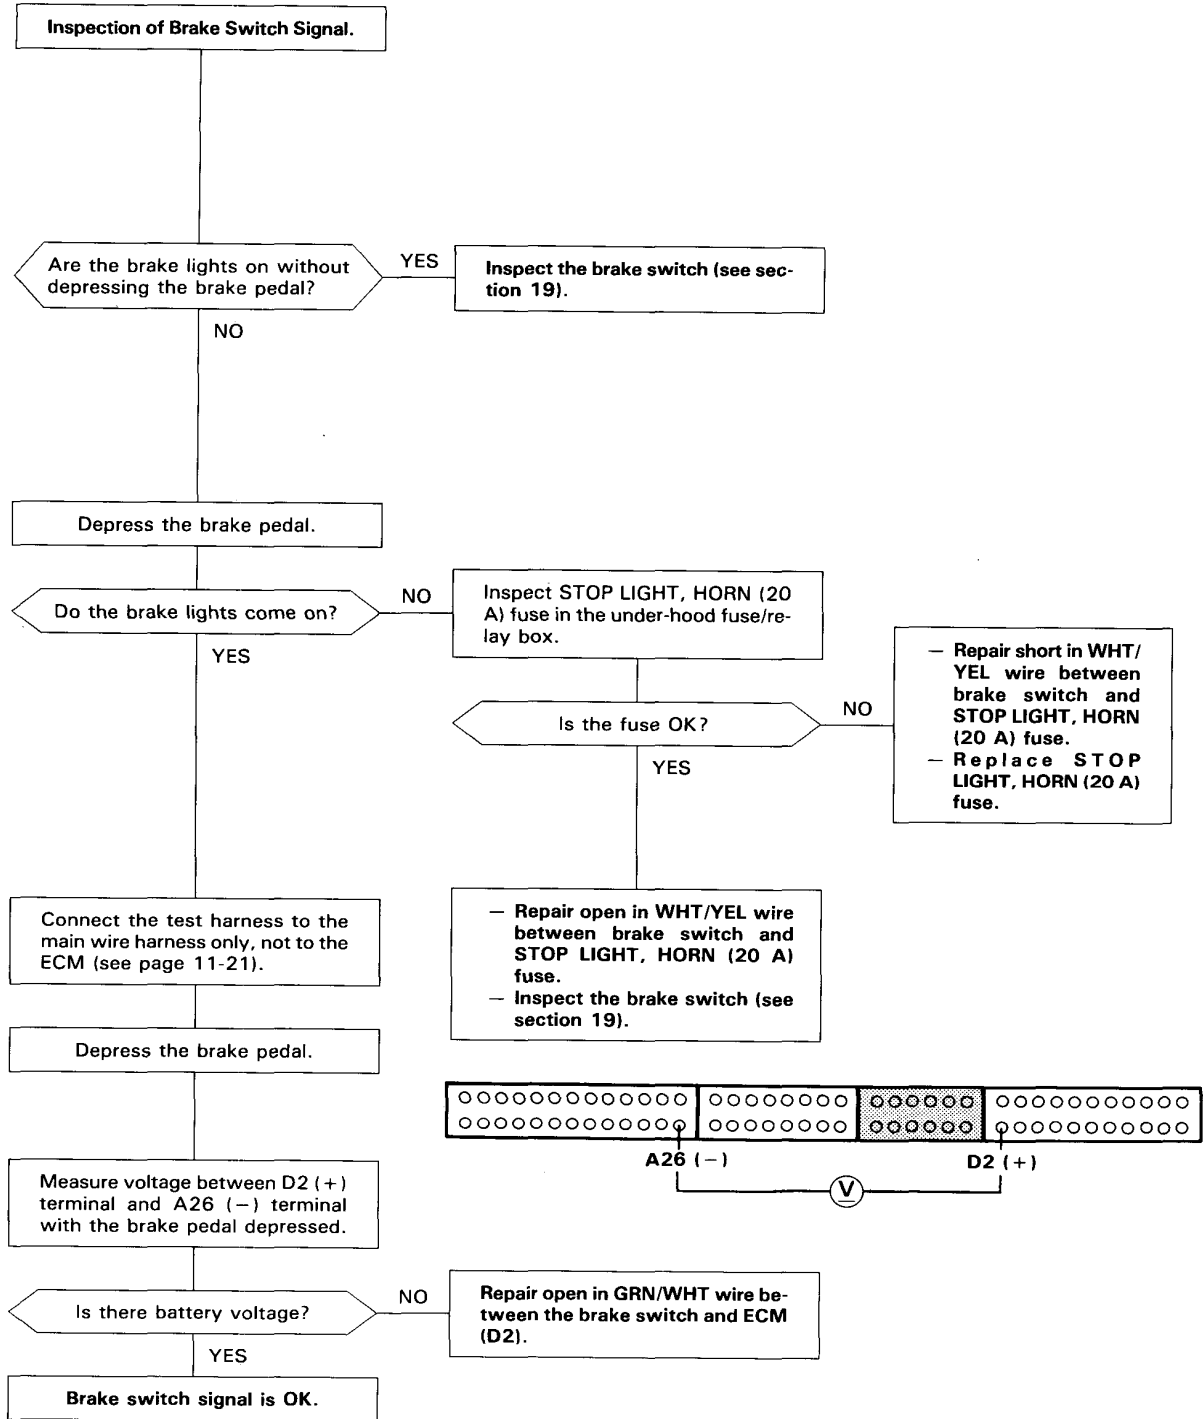 Inspection of Brake Switch Signal.
Are the brake lights on without
depressing the brake pedal?
YES
Inspect the brake switch (see sec-
tion 19).
NO
Depress the brake pedal.
Do the brake lights come on?
NO
Inspect STOP LIGHT, HORN (20
A) fuse in the under-hood fuse/re-
lay box.
YES
Is the fuse OK?
NO
— Repair short in WHT/
YEL wire between
brake switch and
STOP LIGHT, HORN
(20 A) fuse.
— Replace STOP
LIGHT, HORN (20 A)
fuse.
YES
— Repair open in WHT/YEL wire
between brake switch and
STOP LIGHT, HORN (20 A)
fuse.
— Inspect the brake switch (see
section 19).
Connect the test harness to the
main wire harness only, not to the
ECM (see page 11-21).
Depress the brake pedal.
A26 (−)
D2 (+)
V
Measure voltage between D2 (+)
terminal and A26 (−) terminal
with the brake pedal depressed.
Is there battery voltage?
NO
Repair open in GRN/WHT wire be-
tween the brake switch and ECM
(D2).
YES
Brake switch signal is OK.